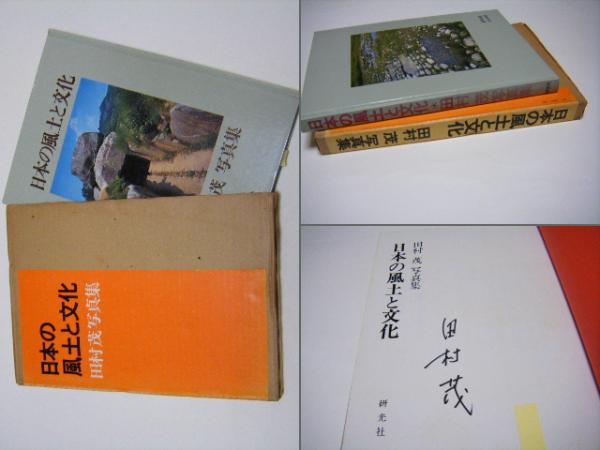 日本の風土と文化
茂 写真集
日本の
風土と文化
田村茂写真集
日本の風土と文化
田村茂 写真集
田村 茂 写真集
日本の風土と文化
田村茂
研光社